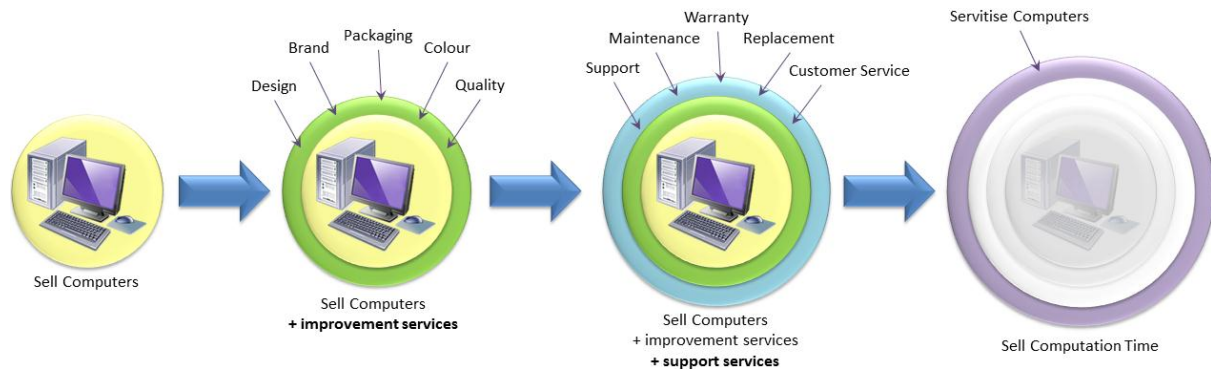 Sell Computers
Design
Brand
Packaging
Colour
Quality
Sell Computers
+ improvement services
Support
Maintenance
Warranty
Replacement
Customer Service
Sell Computers
+ improvement services
+ support services
Servitise Computers
Sell Computation Time